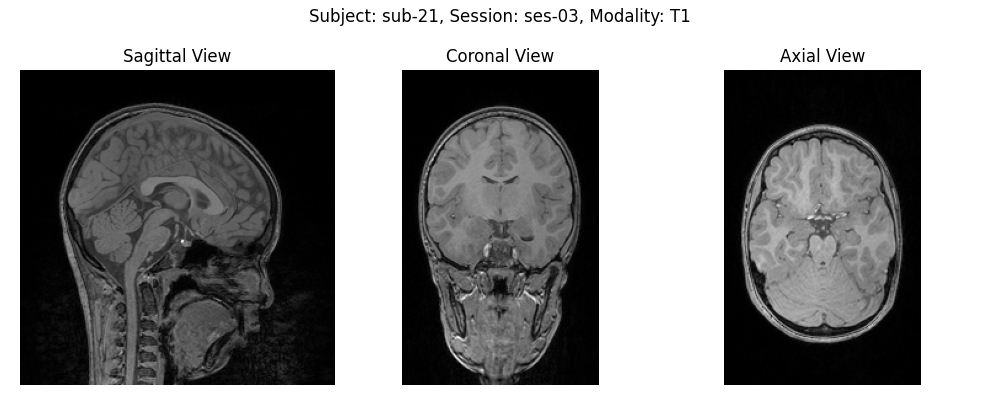 Subject: sub-21, Session: ses-03, Modality: T1
Sagittal View
Coronal View
Axial View